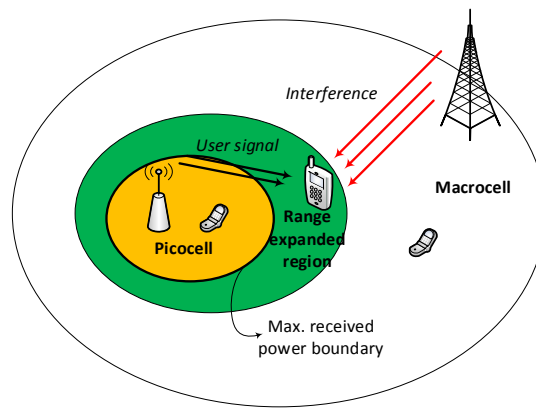 Interference
User signal
Macrocell
Range
Picocell
expanded
region
Max. received
power boundary